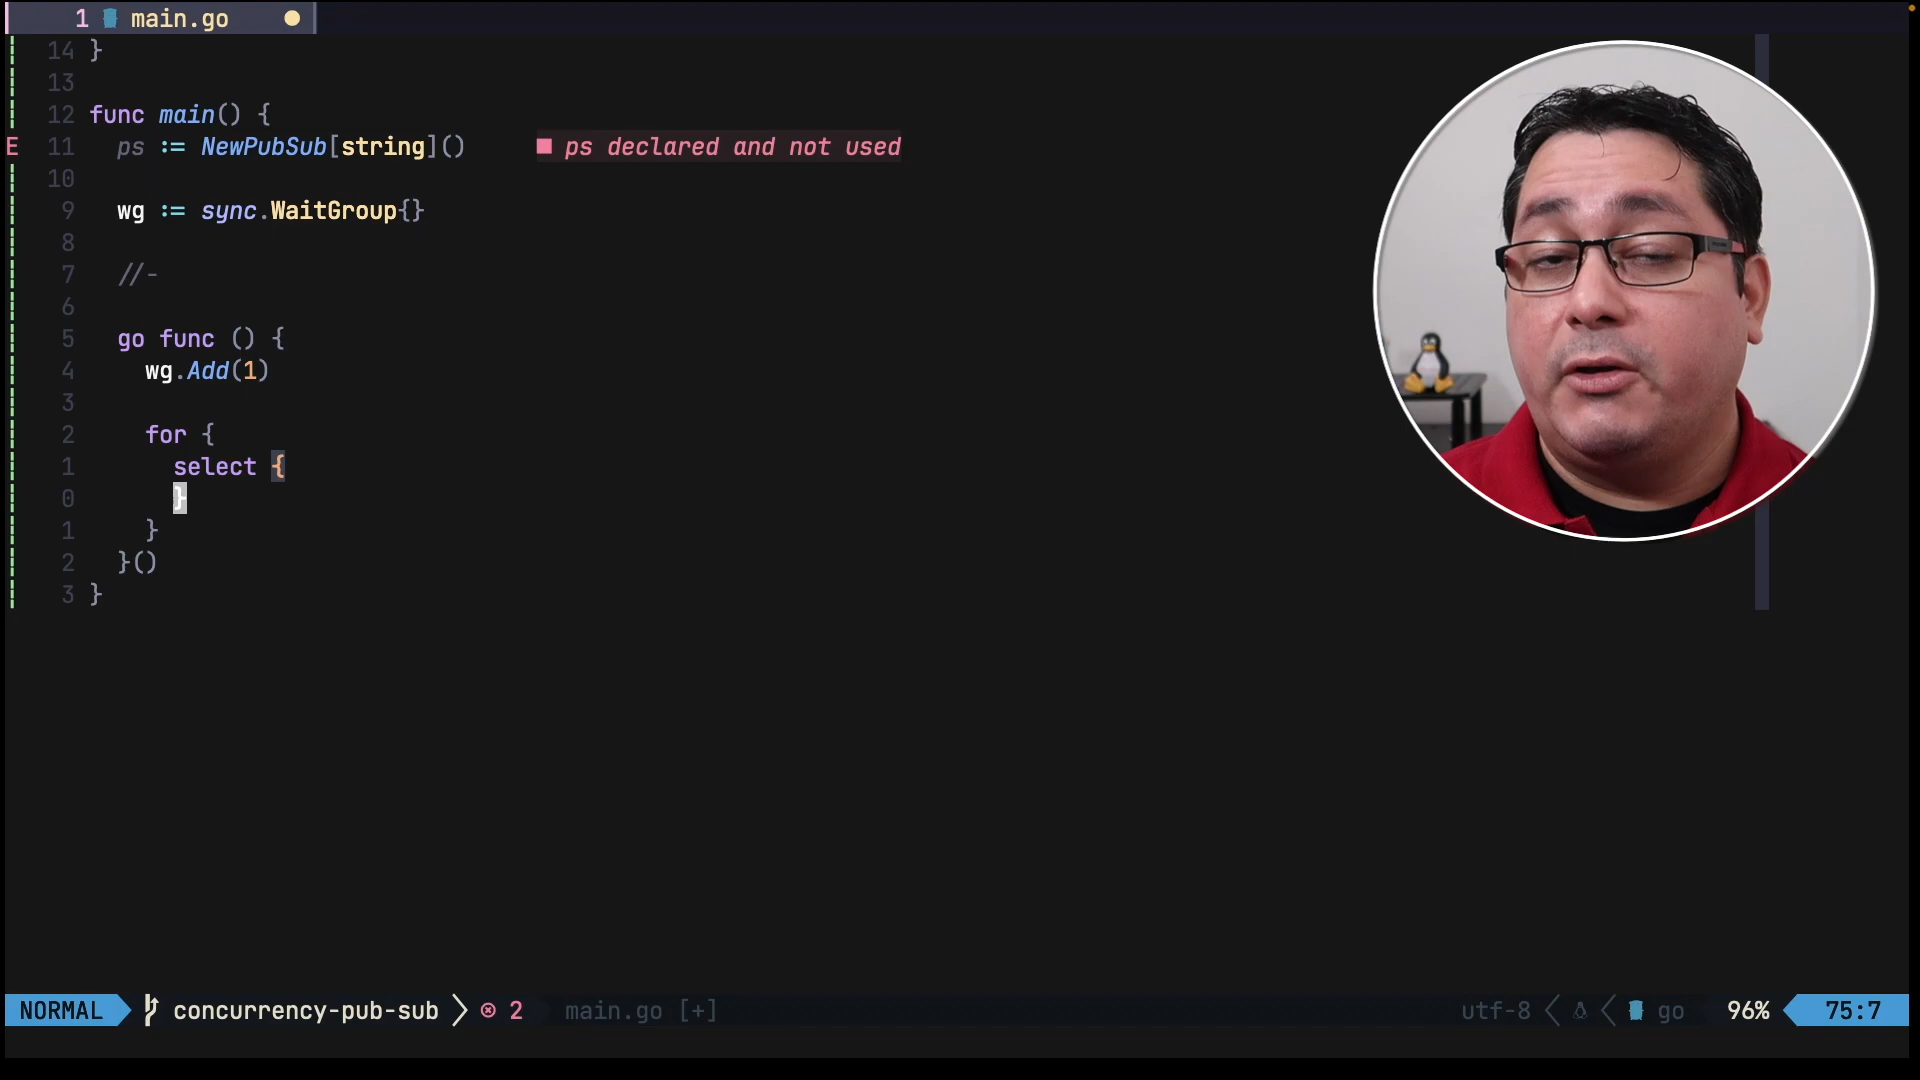 1 main.go
14 }
13
12 func main() {
E 11 ps := NewPubSub[string]() ■ ps declared and not used
10
9 wg := sync.WaitGroup{}
8
7 //-
6
5 go func () {
4 wg.Add(1)
3
2 for {
1 select {
0 }
1 }
2 }()
3 }
NORMAL concurrency-pub-sub 2 main.go [+] utf-8 go 96% 75:7